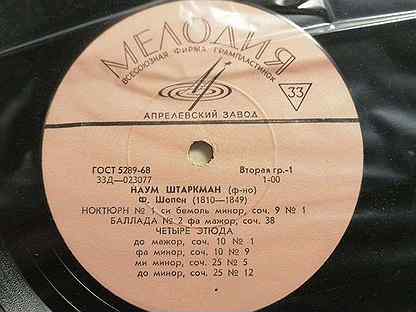 МЕЛОДИЯ
ВСЕСОЮЗНАЯ ФИРМА ГРАМПЛАСТИНОК
33
АПРЕЛЕВСКИЙ ЗАВОД
ГОСТ 5289-68 Вторая гр.-1
33Д—023077 1-00
НАУМ ШТАРКМАН (ф-но)
Ф. Шопен (1810—1849)
НОКТЮРН № 1 си бемоль минор, соч. 9 № 1
БАЛЛАДА № 2 фа мажор, соч. 38
ЧЕТЫРЕ ЭТЮДА
до мажор, соч. 10 № 1
фа минор, соч. 10 № 9
ми минор, соч. 25 № 5
до минор, соч. 25 № 12